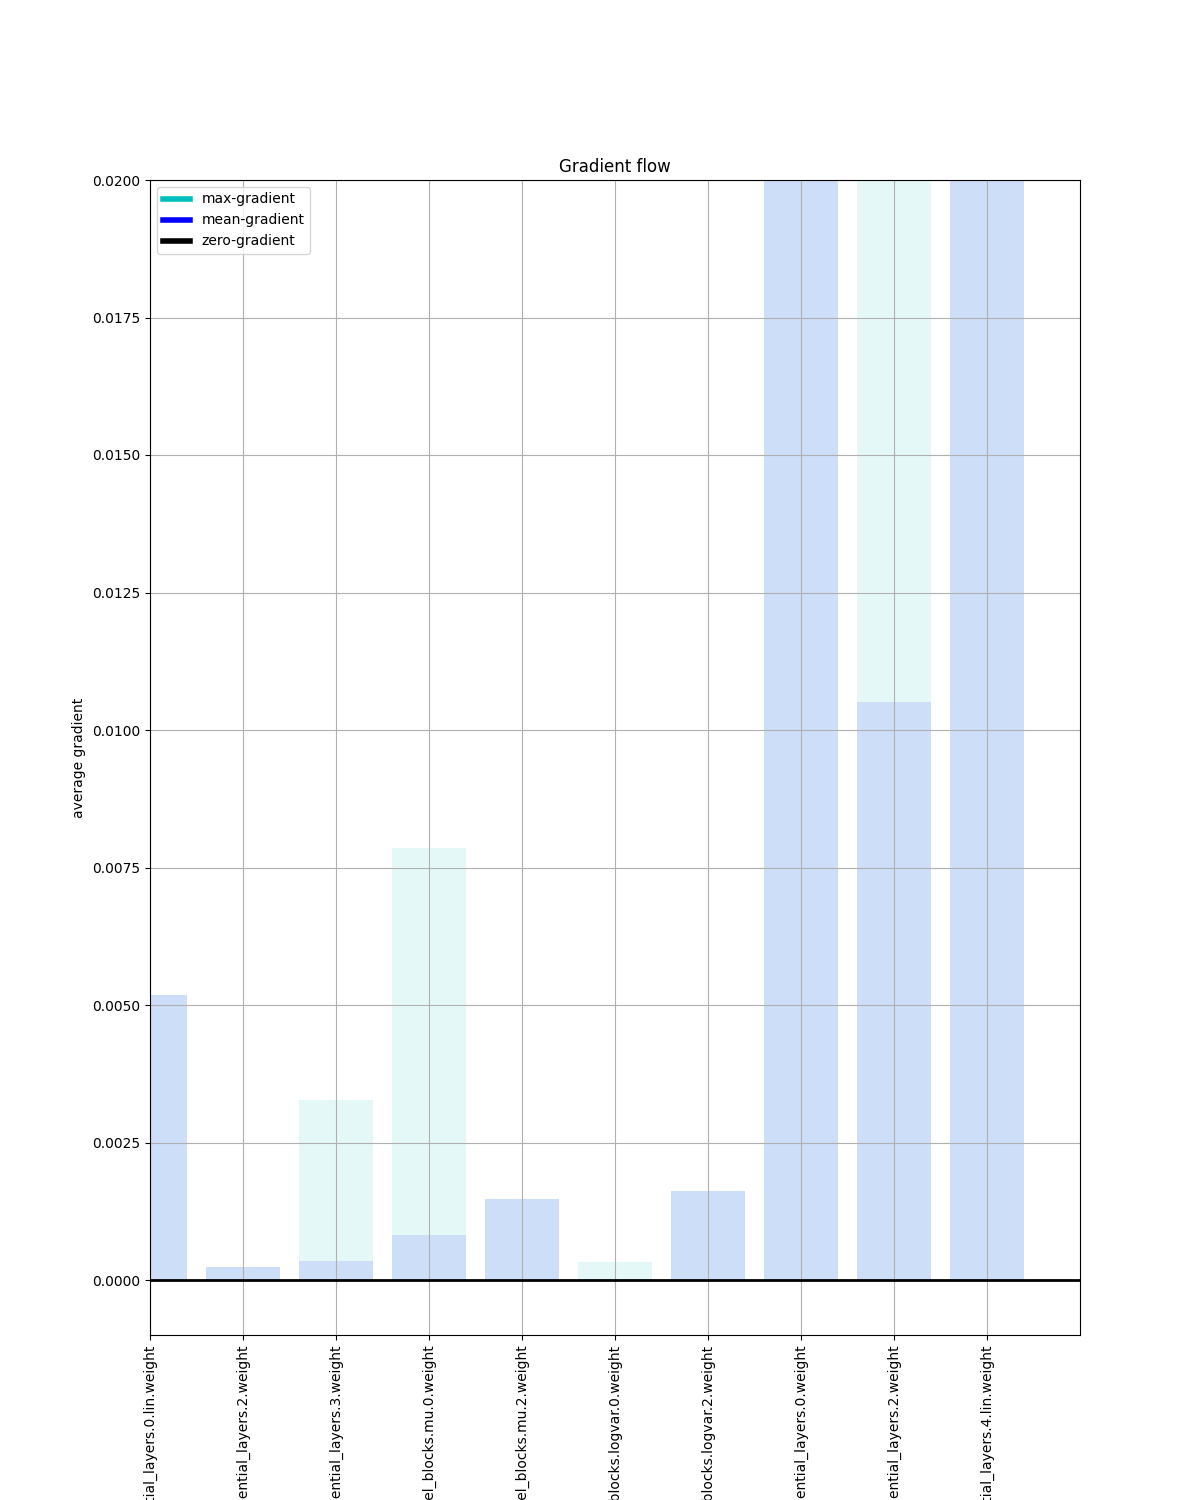 Gradient flow
max-gradient
mean-gradient
zero-gradient
0.0200
0.0175
0.0150
0.0125
0.0100
0.0075
0.0050
0.0025
0.0000
average gradient
tial_layers.0.lin.weight
ential_layers.2.weight
ential_layers.3.weight
el_blocks.mu.0.weight
el_blocks.mu.2.weight
blocks.logvar.0.weight
blocks.logvar.2.weight
ential_layers.0.weight
ential_layers.2.weight
tial_layers.4.lin.weight